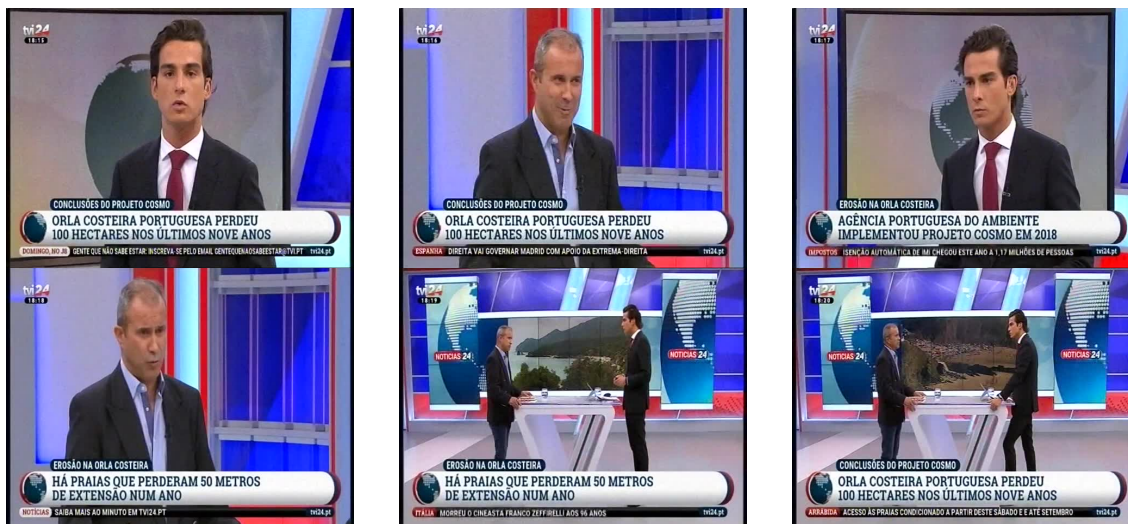 tvi24
18:15
CONCLUSÕES DO PROJETO COSMO
ORLA COSTEIRA PORTUGUESA PERDEU
100 HECTARES NOS ÚLTIMOS NOVE ANOS
DOMINGO, NO J8 GENTE QUE NÃO SABE ESTAR: INSCREVA-SE PELO EMAIL GENTEQUENAOSABEESTAR@TVI.PT tvi24.pt
tvi24
18:16
CONCLUSÕES DO PROJETO COSMO
ORLA COSTEIRA PORTUGUESA PERDEU
100 HECTARES NOS ÚLTIMOS NOVE ANOS
ESPANHA DIREITA VAI GOVERNAR MADRID COM APOIO DA EXTREMA-DIREITA tvi24.pt
tvi24
18:17
EROSÃO NA ORLA COSTEIRA
AGÊNCIA PORTUGUESA DO AMBIENTE
IMPLEMENTOU PROJETO COSMO EM 2018
IMPOSTOS ISENÇÃO AUTOMÁTICA DE IMI CHEGOU ESTE ANO A 1,17 MILHÕES DE PESSOAS tvi24.pt
tvi24
18:18
EROSÃO NA ORLA COSTEIRA
HÁ PRAIAS QUE PERDERAM 50 METROS
DE EXTENSÃO NUM ANO
NOTÍCIAS SAIBA MAIS AO MINUTO EM TVI24.PT tvi24.pt
tvi24
18:19
NOTICIAS 24
NOTICIAS 24
EROSÃO NA ORLA COSTEIRA
HÁ PRAIAS QUE PERDERAM 50 METROS
DE EXTENSÃO NUM ANO
ITÁLIA MORREU O CINEASTA FRANCO ZEFFIRELLI AOS 96 ANOS tvi24.pt
tvi24
18:20
NOTICIAS 24
NOTICIAS 24
CONCLUSÕES DO PROJETO COSMO
ORLA COSTEIRA PORTUGUESA PERDEU
100 HECTARES NOS ÚLTIMOS NOVE ANOS
ARRÁBIDA ACESSO ÀS PRAIAS CONDICIONADO A PARTIR DESTE SÁBADO E E ATÉ SETEMBRO tvi24.pt